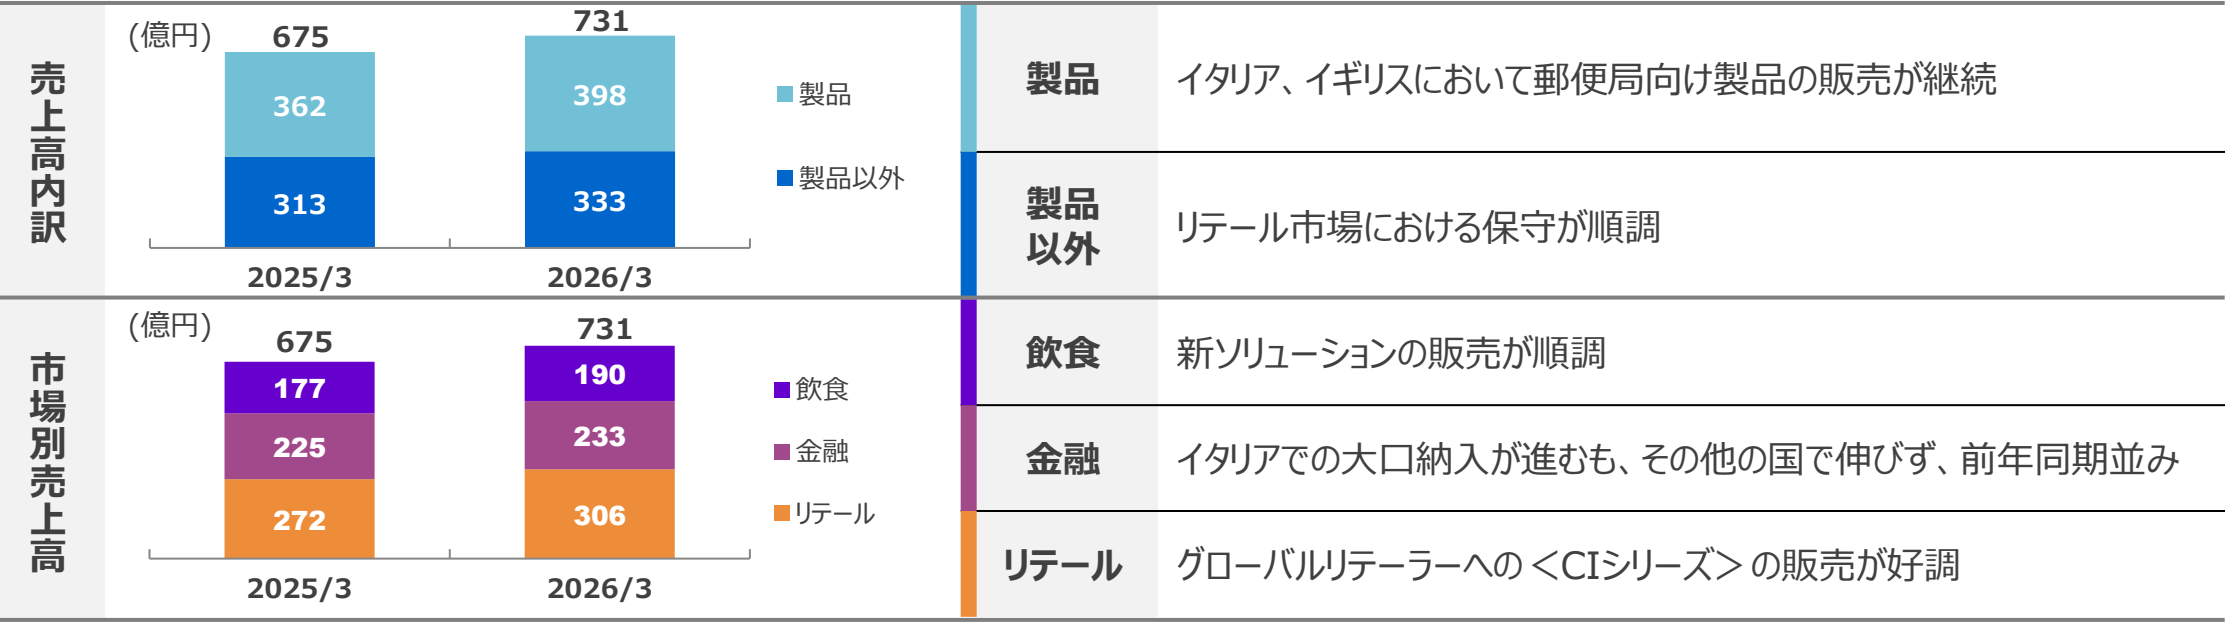 売上高内訳
(億円)
675
731
362
398
313
333
2025/3
2026/3
製品
製品以外
製品
イタリア、イギリスにおいて郵便局向け製品の販売が継続
製品
以外
リテール市場における保守が順調
市場別売上高
(億円)
675
731
177
190
225
233
272
306
2025/3
2026/3
飲食
金融
リテール
飲食
新ソリューションの販売が順調
金融
イタリアでの大口納入が進むも、その他の国で伸びず、前年同期並み
リテール
グローバルリテーラーへの＜CIシリーズ＞の販売が好調